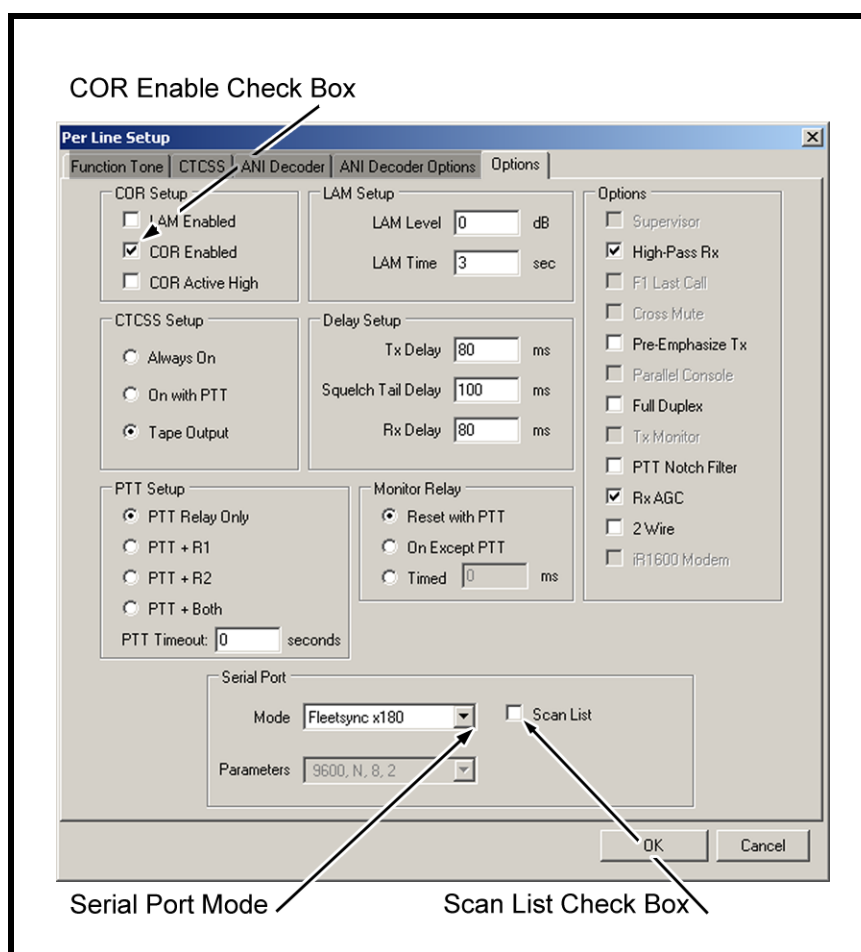 COR Enable Check Box
Per Line Setup
Function Tone
CTCSS
ANI Decoder
ANI Decoder Options
Options
COR Setup
LAM Enabled
COR Enabled
COR Active High
LAM Setup
LAM Level 0 dB
LAM Time 3 sec
Options
Supervisor
High-Pass Rx
F1 Last Call
Cross Mute
Pre-Emphasize Tx
Parallel Console
Full Duplex
Tx Monitor
PTT Notch Filter
Rx AGC
2 Wire
iR1600 Modem
CTCSS Setup
Always On
On with PTT
Tape Output
Delay Setup
Tx Delay 80 ms
Squelch Tail Delay 100 ms
Rx Delay 80 ms
PTT Setup
PTT Relay Only
PTT + R1
PTT + R2
PTT + Both
PTT Timeout: 0 seconds
Monitor Relay
Reset with PTT
On Except PTT
Timed 0 ms
Serial Port
Mode Fleetsync x180
Scan List
Parameters 9600, N, 8, 2
OK
Cancel
Serial Port Mode
Scan List Check Box